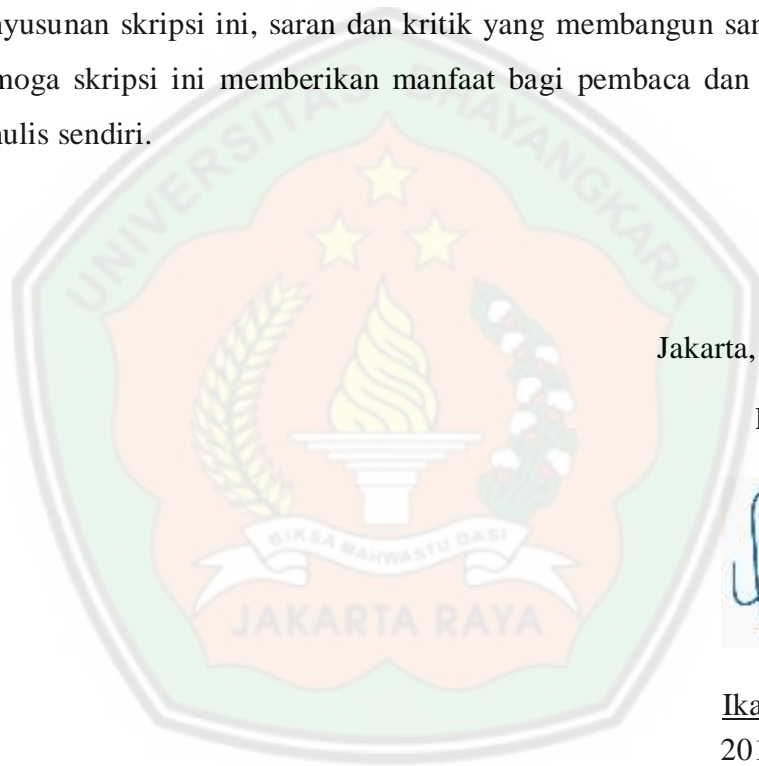 nyusunan skripsi ini, saran dan kritik yang membangun
moga skripsi ini memberikan manfaat bagi pembaca dan
ulis sendiri.
UNIVERSITAS BHAYANGKARA
Jakarta,
BIKSA MAHWASTU DASI
JAKARTA RAYA
Ika
201